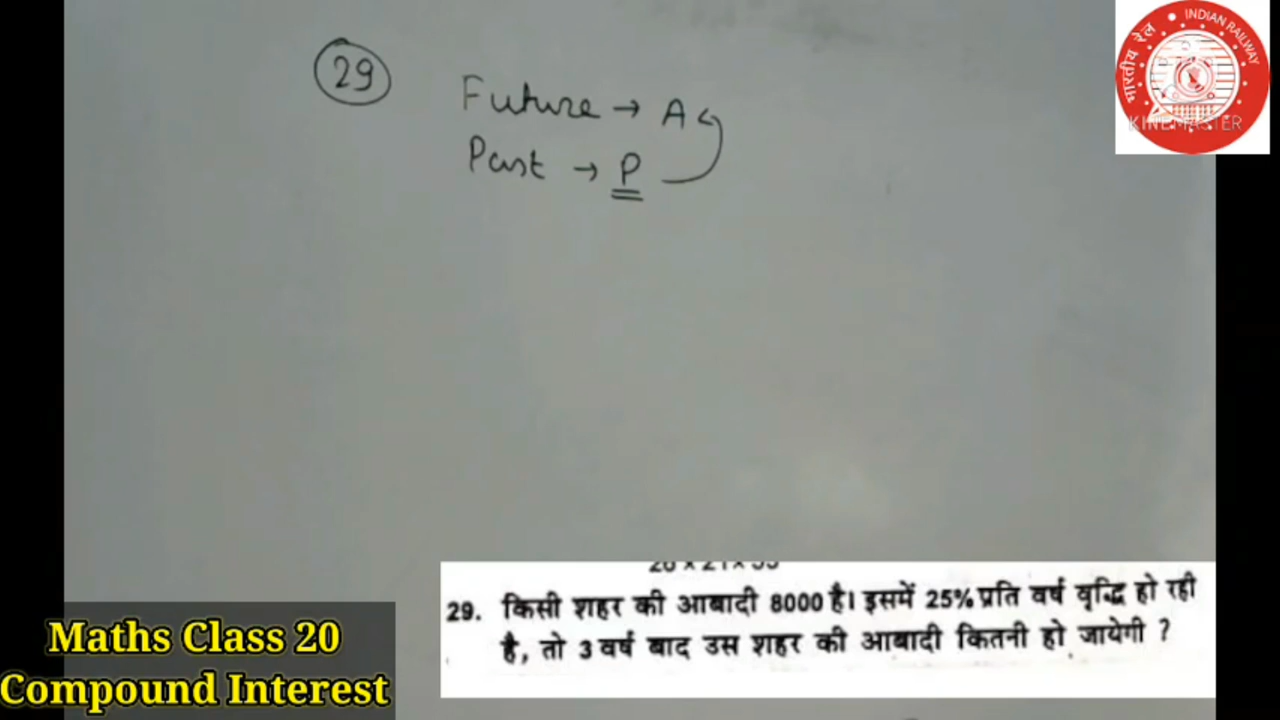 29 Future → A
Past → P
भारतीय रेल INDIAN RAILWAY
KINEMASTER
29. किसी शहर की आबादी 8000 है। इसमें 25% प्रति वर्ष वृद्धि हो रही
है, तो 3 वर्ष बाद उस शहर की आबादी कितनी हो जायेगी ?
Maths Class 20
Compound Interest